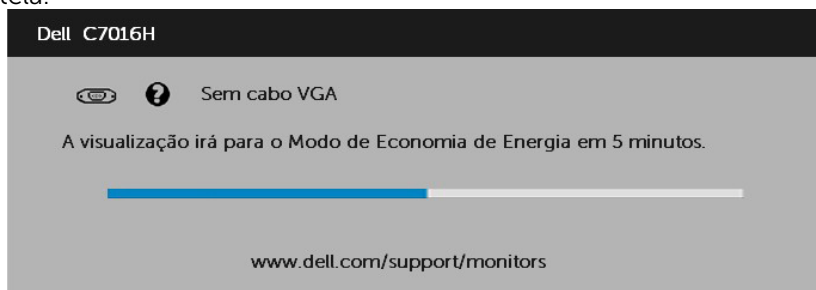 Dell C7016H
Sem cabo VGA
A visualização irá para o Modo de Economia de Energia em 5 minutos.
www.dell.com/support/monitors